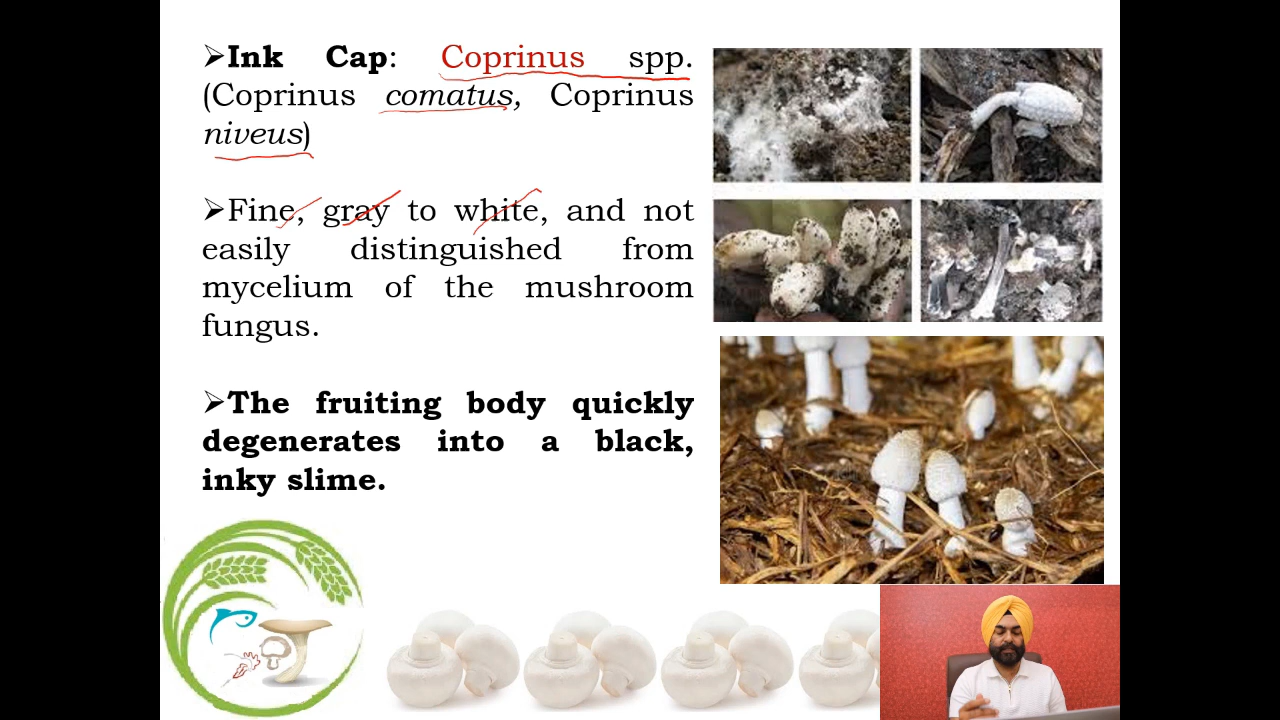 ➢Ink Cap: Coprinus spp.
(Coprinus comatus, Coprinus
niveus)
➢Fine, gray to white, and not
easily distinguished from
mycelium of the mushroom
fungus.
➢The fruiting body quickly
degenerates into a black,
inky slime.